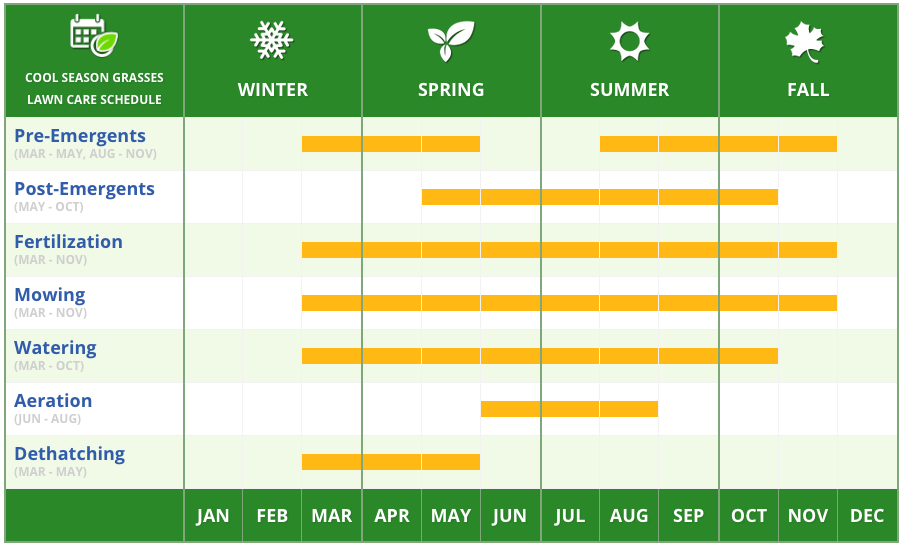 COOL SEASON GRASSES
LAWN CARE SCHEDULE
WINTER
SPRING
SUMMER
FALL
Pre-Emergents
(MAR - MAY, AUG - NOV)
Post-Emergents
(MAY - OCT)
Fertilization
(MAR - NOV)
Mowing
(MAR - NOV)
Watering
(MAR - OCT)
Aeration
(JUN - AUG)
Dethatching
(MAR - MAY)
JAN FEB MAR APR MAY JUN JUL AUG SEP OCT NOV DEC